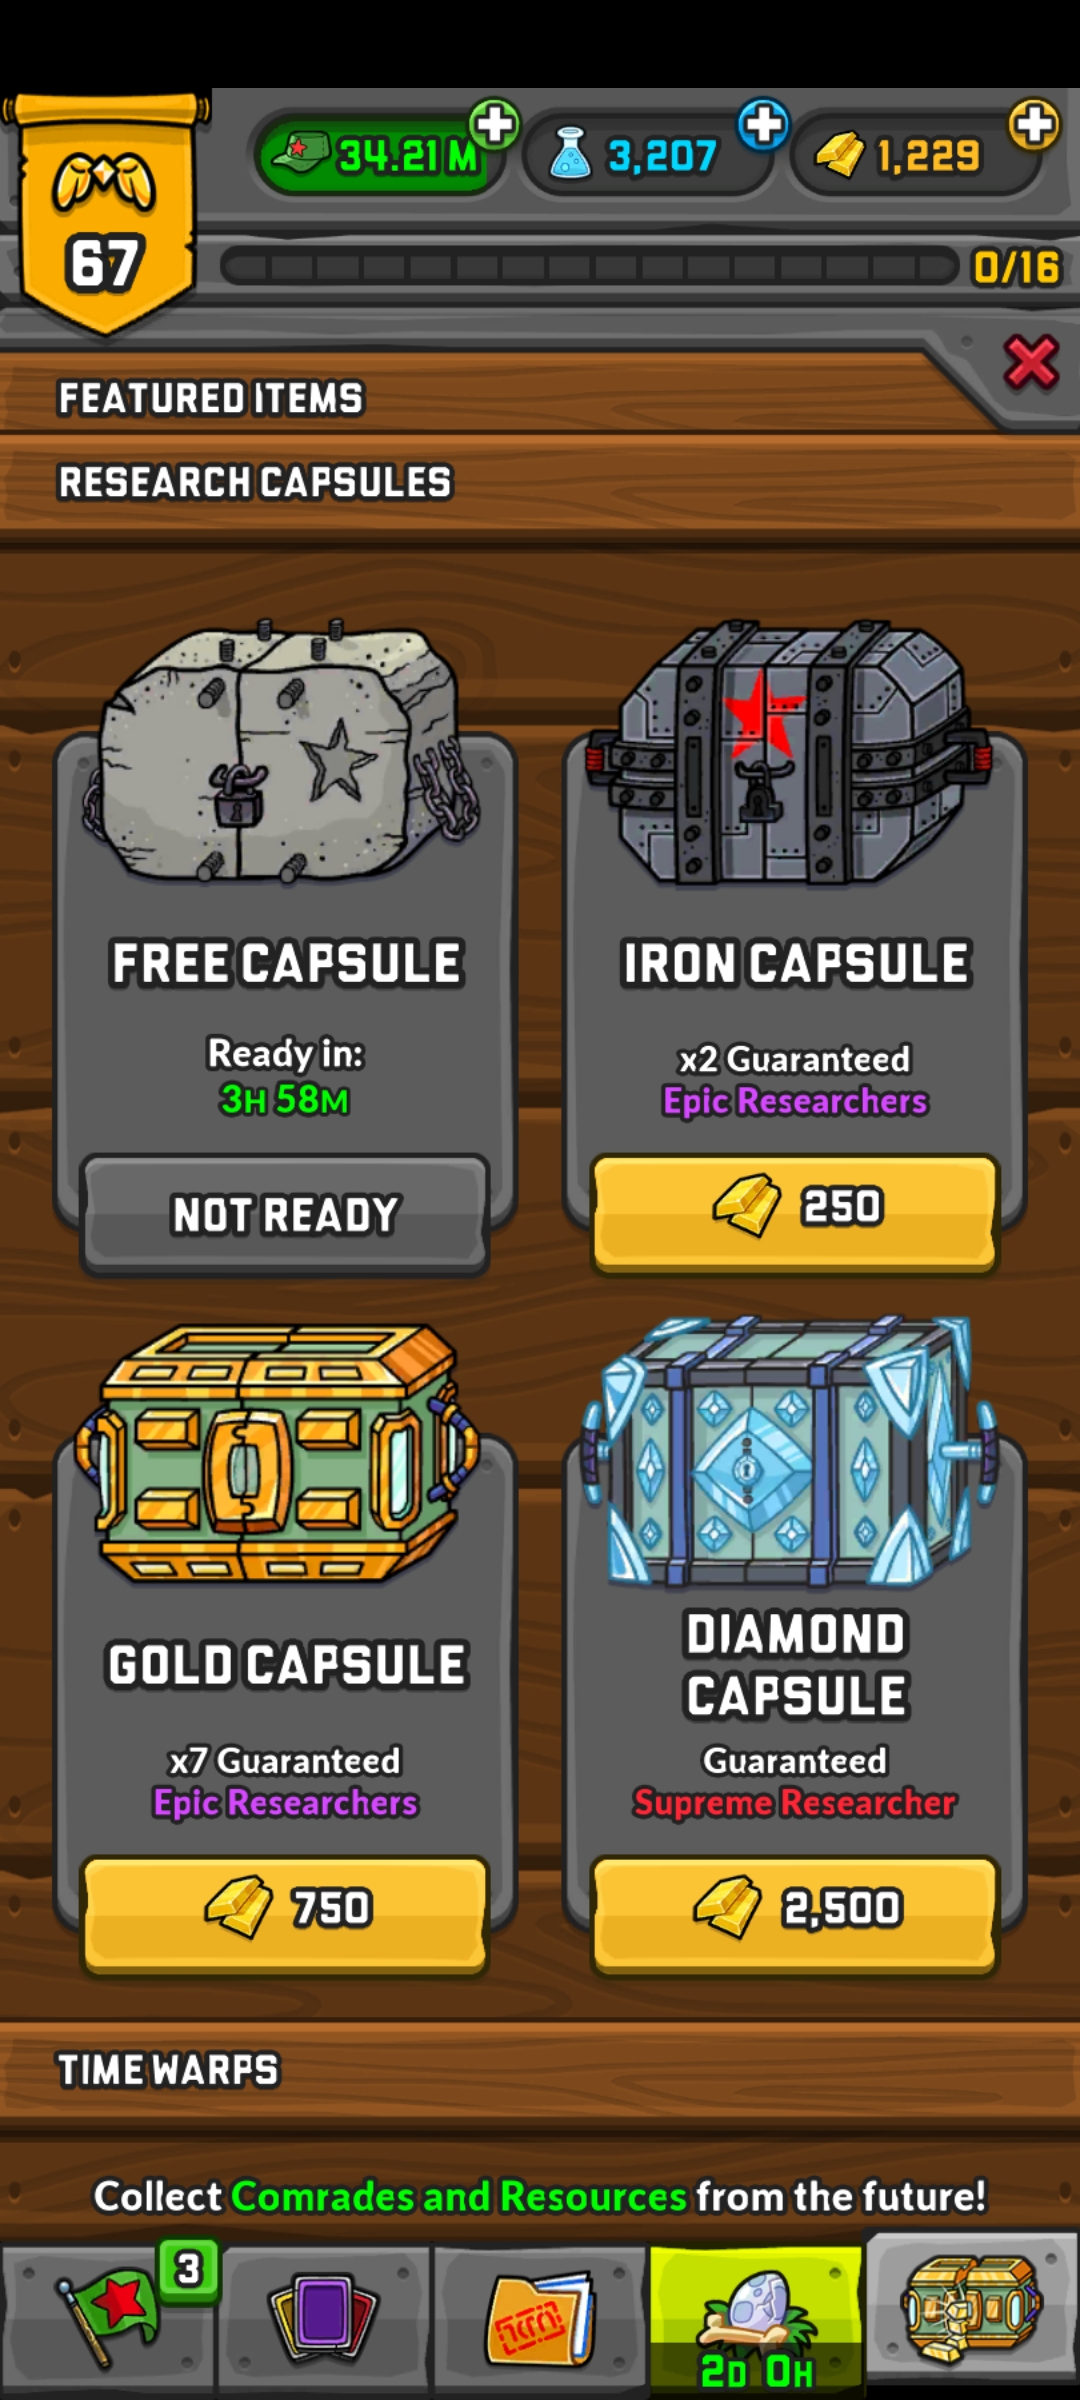 34.21 M
3,207
1,229
67
0/16
FEATURED ITEMS
RESEARCH CAPSULES
FREE CAPSULE
Ready in:
3H 58M
NOT READY
IRON CAPSULE
x2 Guaranteed
Epic Researchers
250
GOLD CAPSULE
x7 Guaranteed
Epic Researchers
750
DIAMOND
CAPSULE
Guaranteed
Supreme Researcher
2,500
TIME WARPS
Collect Comrades and Resources from the future!
3
2D 0H